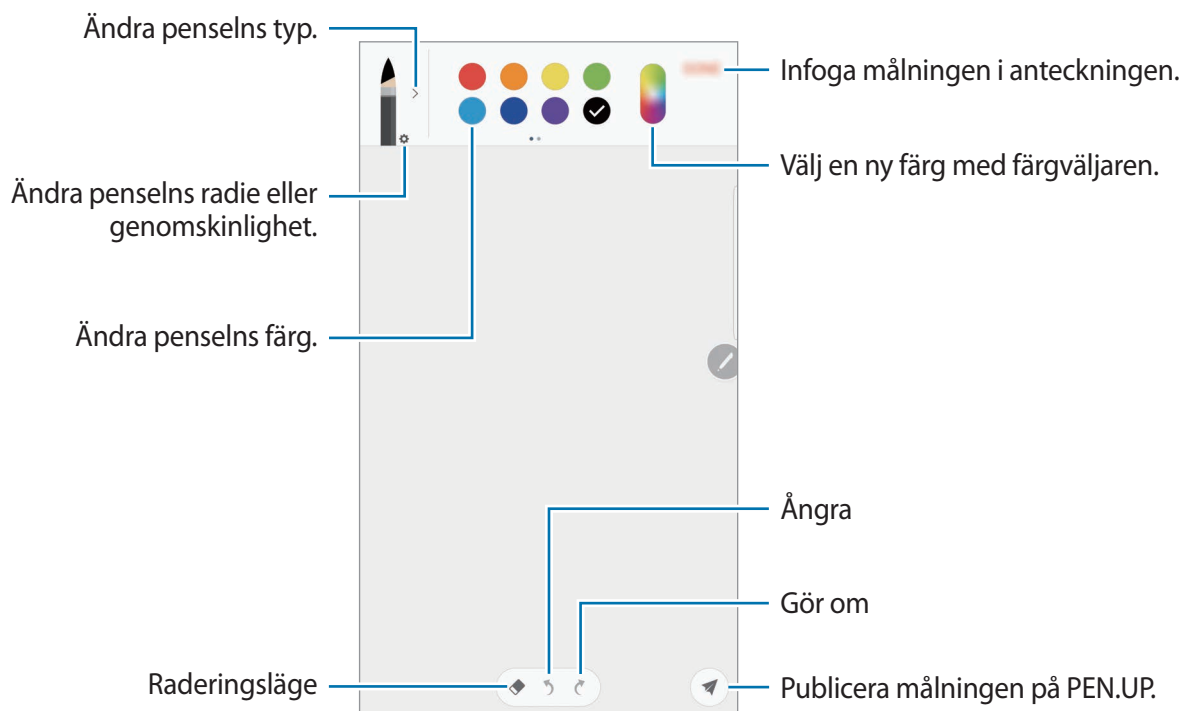 Ändra penselns typ.
Infoga målningen i anteckningen.
Välj en ny färg med färgväljaren.
Ändra penselns radie eller
genomskinlighet.
Ändra penselns färg.
Ångra
Gör om
Raderingsläge
Publicera målningen på PEN.UP.